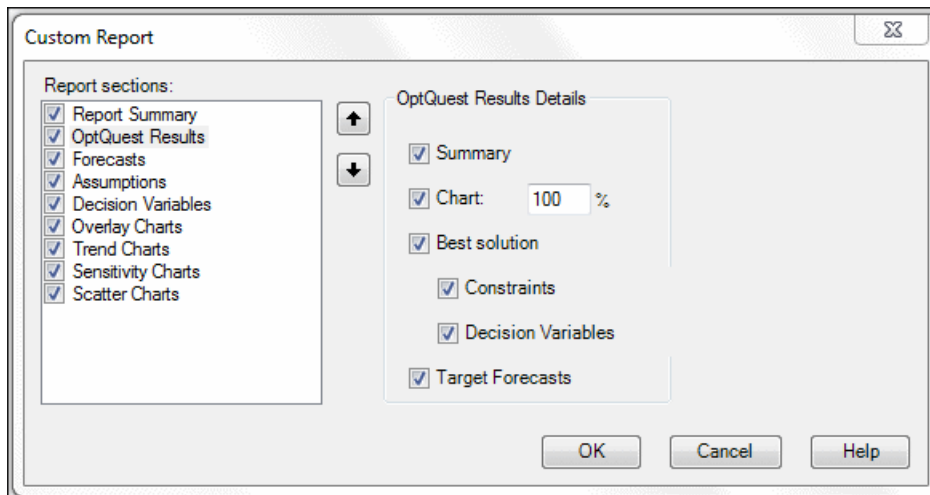 Custom Report
Report sections:
Report Summary
OptQuest Results
Forecasts
Assumptions
Decision Variables
Overlay Charts
Trend Charts
Sensitivity Charts
Scatter Charts
OptQuest Results Details
Summary
Chart: 100 %
Best solution
Constraints
Decision Variables
Target Forecasts
OK Cancel Help